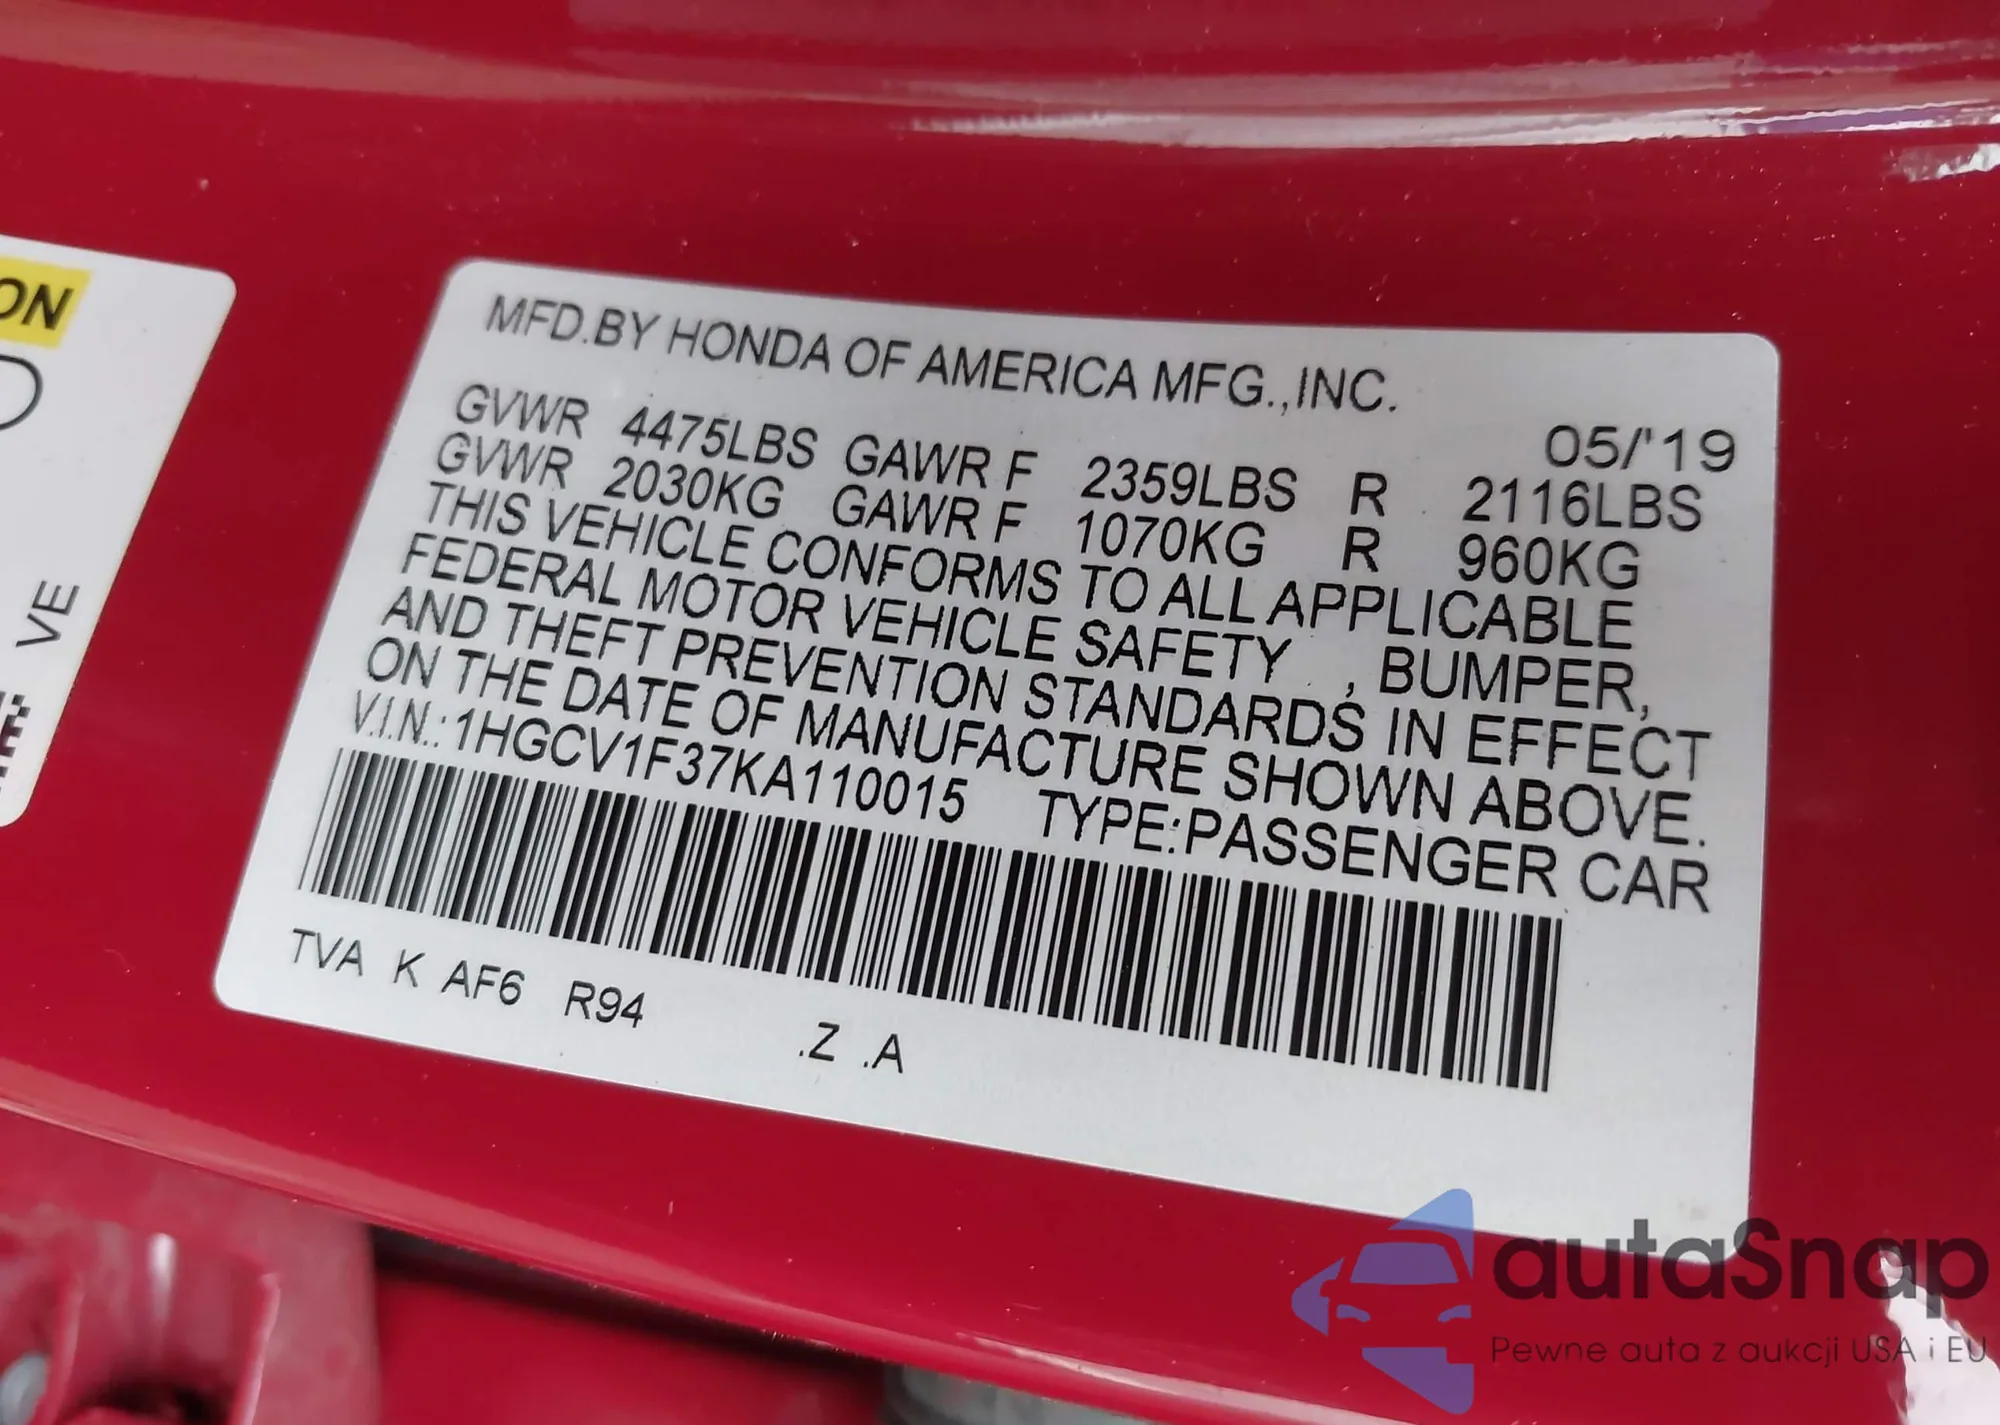 MFD.BY HONDA OF AMERICA MFG.,INC.
05/'19
GVWR 4475LBS GAWR F 2359LBS R 2116LBS
GVWR 2030KG GAWR F 1070KG R 960KG
THIS VEHICLE CONFORMS TO ALL APPLICABLE
FEDERAL MOTOR VEHICLE SAFETY , BUMPER,
AND THEFT PREVENTION STANDARDS IN EFFECT
ON THE DATE OF MANUFACTURE SHOWN ABOVE.
V.I.N.: 1HGCV1F37KA110015 TYPE:PASSENGER CAR
TVA K AF6 R94 .Z .A
ON
VE
autaSnap
Pewne auta z aukcji USA i EU